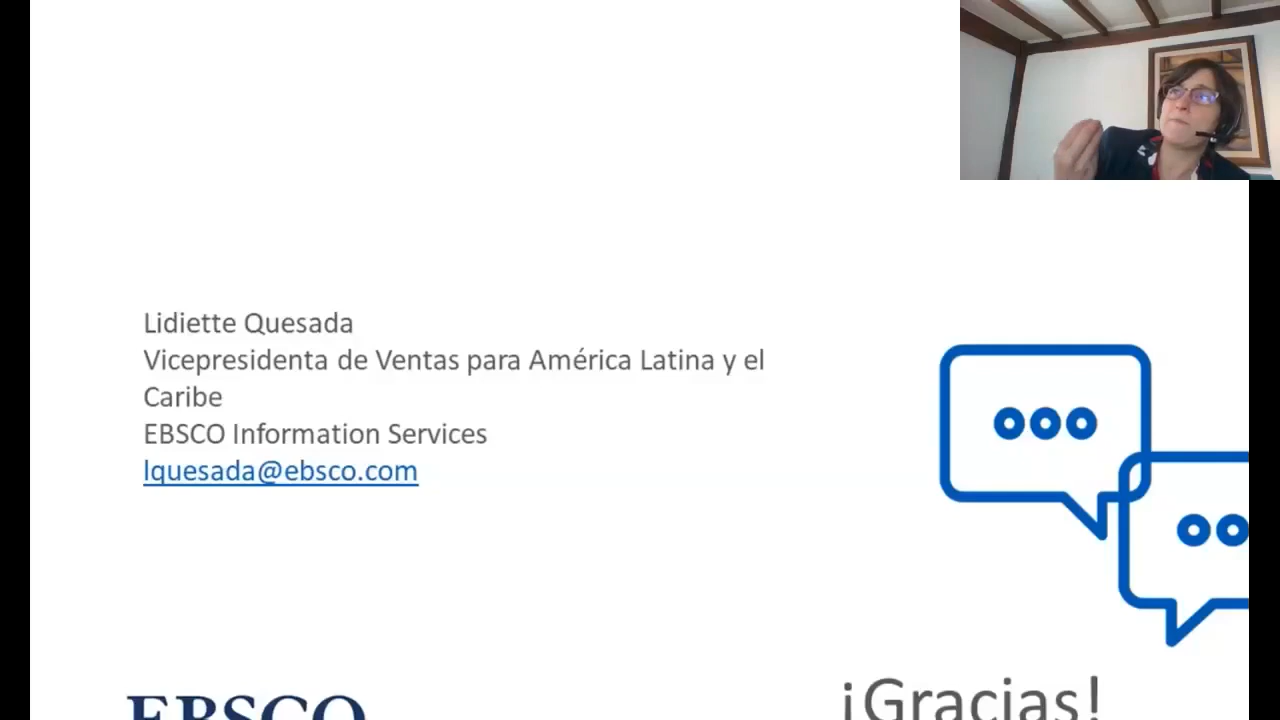 Lidiette Quesada
Vicepresidenta de Ventas para América Latina y el
Caribe
EBSCO Information Services
lquesada@ebsco.com
EBSCO
¡Gracias!